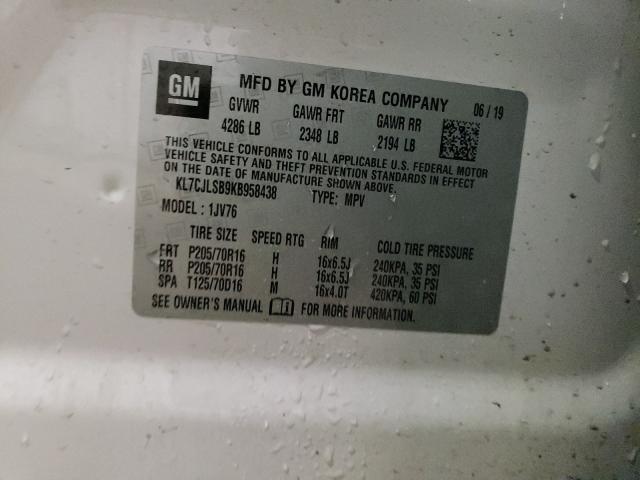 GM MFD BY GM KOREA COMPANY 06 / 19
GVWR GAWR FRT GAWR RR
4286 LB 2348 LB 2194 LB
THIS VEHICLE CONFORMS TO ALL APPLICABLE U.S. FEDERAL MOTOR
VEHICLE SAFETY AND THEFT PREVENTION STANDARDS IN EFFECT
ON THE DATE OF MANUFACTURE SHOWN ABOVE.
KL7CJLSB9KB958438 TYPE: MPV
MODEL : 1JV76
TIRE SIZE SPEED RTG RIM COLD TIRE PRESSURE
FRT P205/70R16 H 16x6.5J 240KPA, 35 PSI
RR P205/70R16 H 16x6.5J 240KPA, 35 PSI
SPA T125/70D16 M 16x4.0T 420KPA, 60 PSI
SEE OWNER'S MANUAL FOR MORE INFORMATION.